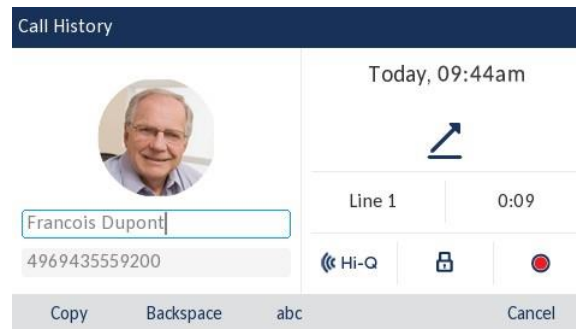 Call History
Today, 09:44am
Line 1
0:09
Francois Dupont
4969435559200
Hi-Q
Copy Backspace abc Cancel